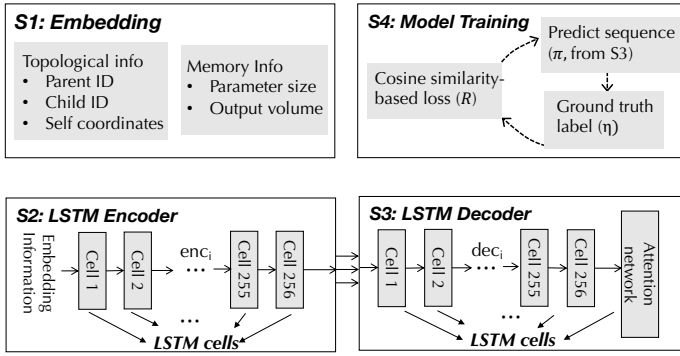 S1: Embedding
Topological info
• Parent ID
• Child ID
• Self coordinates
Memory Info
• Parameter size
• Output volume
S4: Model Training
Predict sequence
(π, from S3)
Cosine similarity-
based loss (R)
Ground truth
label (η)
S2: LSTM Encoder
Embedding
Information
Cell 1
Cell 2
enci
...
Cell 255
Cell 256
...
LSTM cells
S3: LSTM Decoder
Cell 1
Cell 2
deci
...
Cell 255
Cell 256
Attention
network
...
LSTM cells